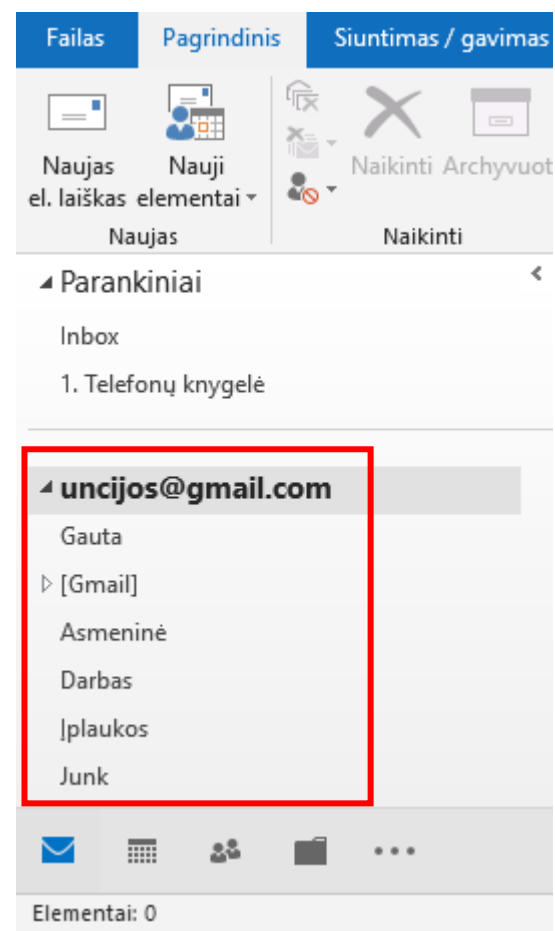 Failas Pagrindinis Siuntimas / gavimas
Naujas Nauji Naikinti Archyvuot
el. laiškas elementai
Naujas Naikinti
Parankiniai
Inbox
1. Telefonų knygelė
uncijos@gmail.com
Gauta
[Gmail]
Asmeninė
Darbas
Įplaukos
Junk
Elementai: 0